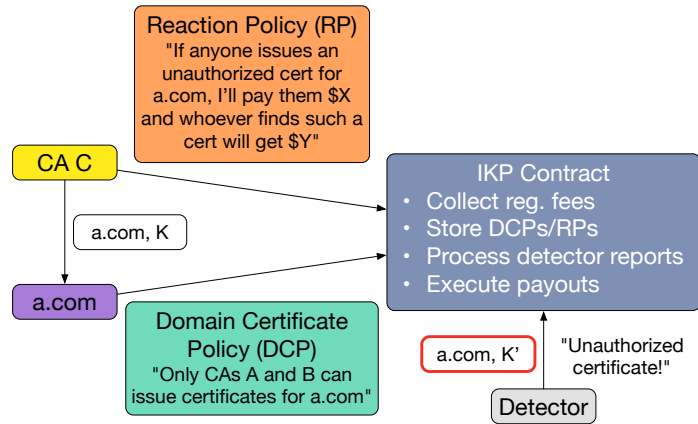 Reaction Policy (RP)
"If anyone issues an
unauthorized cert for
a.com, I'll pay them $X
and whoever finds such a
cert will get $Y"
CA C
a.com, K
a.com
IKP Contract
• Collect reg. fees
• Store DCPs/RPs
• Process detector reports
• Execute payouts
Domain Certificate
Policy (DCP)
"Only CAs A and B can
issue certificates for a.com"
a.com, K’
"Unauthorized
certificate!"
Detector